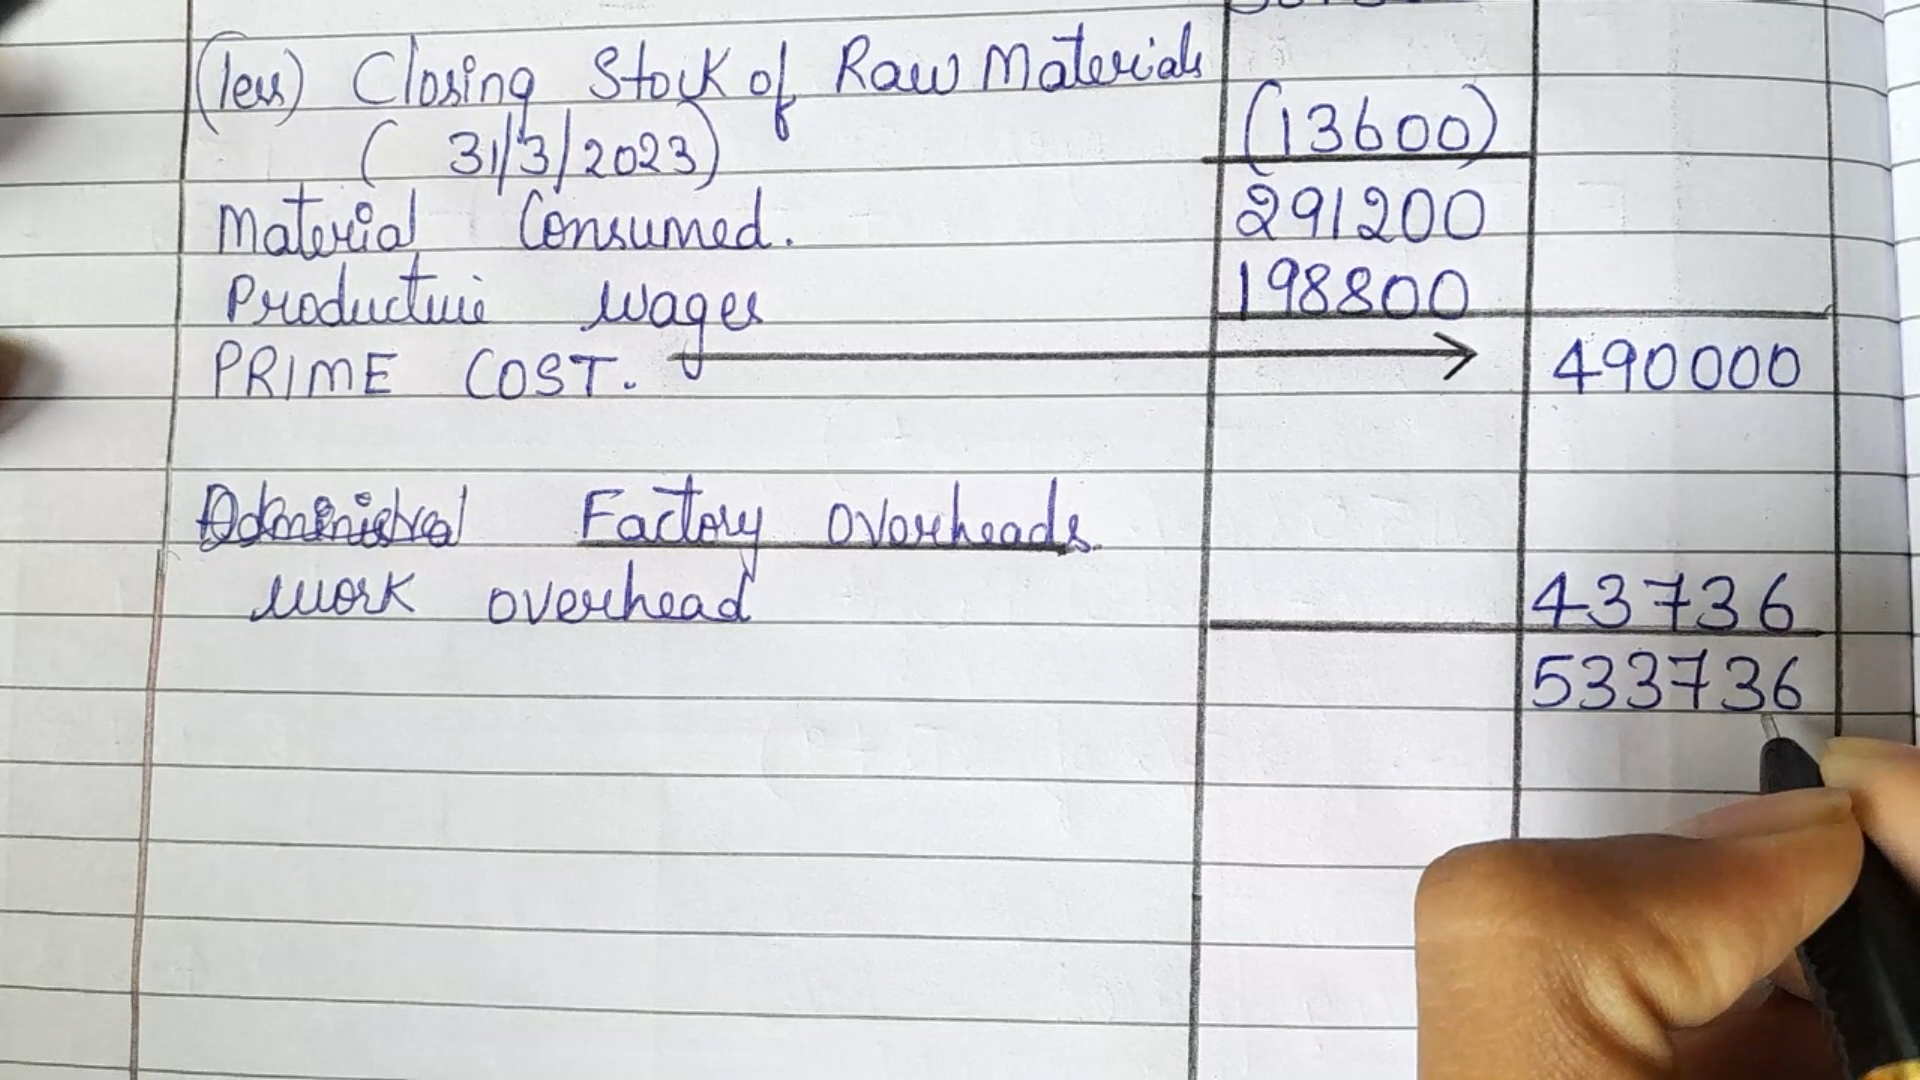 (less) Closing Stock of Raw Materials
( 31/3/2023) (13600)
Material Consumed. 291200
Productive wages 198800
PRIME COST. → 490000
Factory overheads.
work overhead 43736
533736